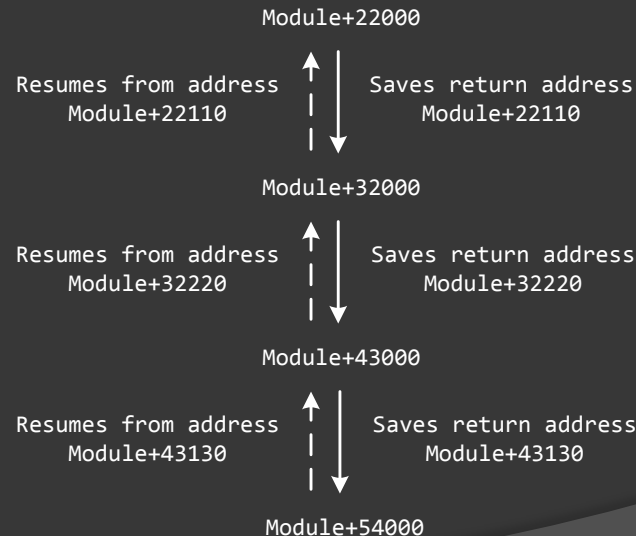 Module+22000
Resumes from address
Module+22110
Saves return address
Module+22110
Module+32000
Resumes from address
Module+32220
Saves return address
Module+32220
Module+43000
Resumes from address
Module+43130
Saves return address
Module+43130
Module+54000